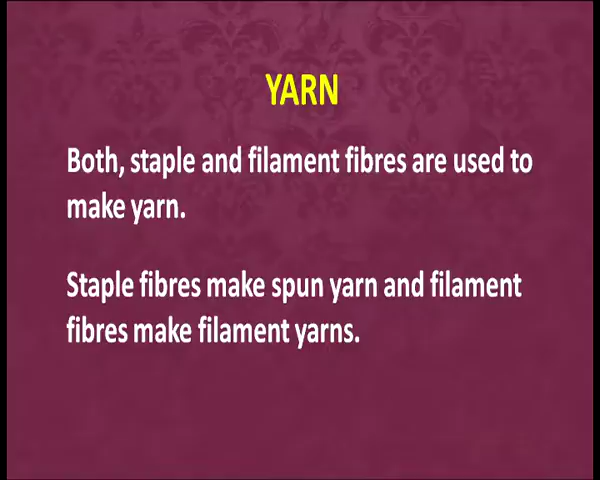 YARN
Both, staple and filament fibres are used to
make yarn.
Staple fibres make spun yarn and filament
fibres make filament yarns.